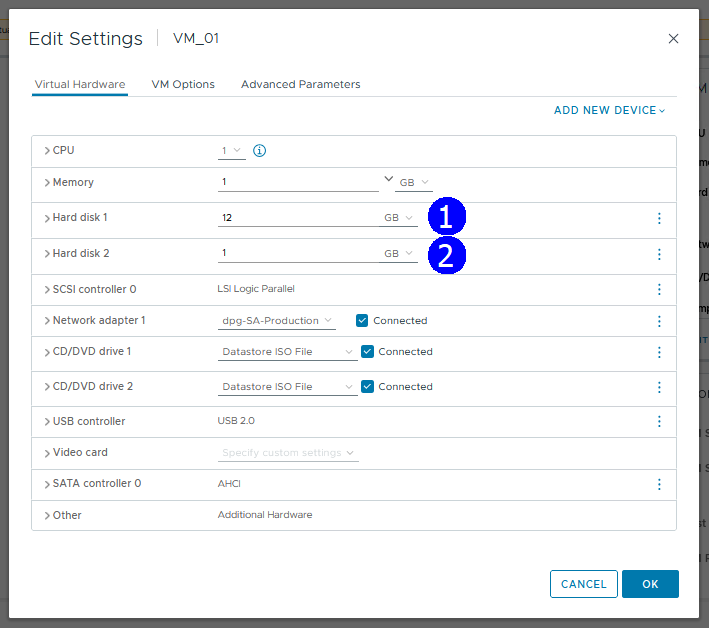 Edit Settings VM_01
Virtual Hardware VM Options Advanced Parameters
ADD NEW DEVICE
CPU 1
Memory 1 GB
Hard disk 1 12 GB 1
Hard disk 2 1 GB 2
SCSI controller 0 LSI Logic Parallel
Network adapter 1 dpg-SA-Production Connected
CD/DVD drive 1 Datastore ISO File Connected
CD/DVD drive 2 Datastore ISO File Connected
USB controller USB 2.0
Video card Specify custom settings
SATA controller 0 AHCI
Other Additional Hardware
CANCEL OK